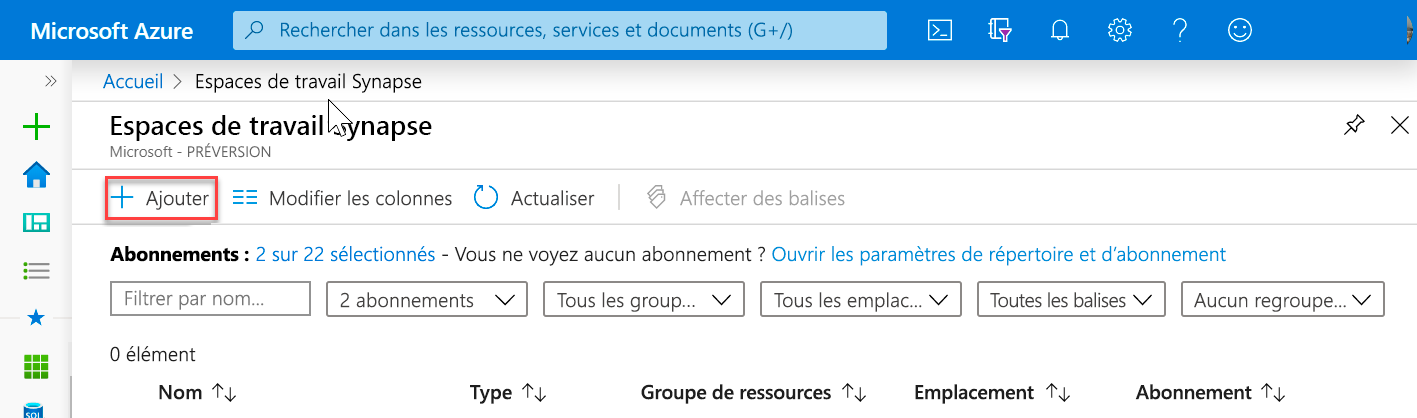 Microsoft Azure
Rechercher dans les ressources, services et documents (G+/)
Accueil > Espaces de travail Synapse
Espaces de travail Synapse
Microsoft - PRÉVERSION
Ajouter Modifier les colonnes Actualiser Affecter des balises
Abonnements : 2 sur 22 sélectionnés - Vous ne voyez aucun abonnement ? Ouvrir les paramètres de répertoire et d'abonnement
Filtrer par nom... 2 abonnements Tous les group... Tous les emplac... Toutes les balises Aucun regroupe...
0 élément
Nom Type Groupe de ressources Emplacement Abonnement
SQL